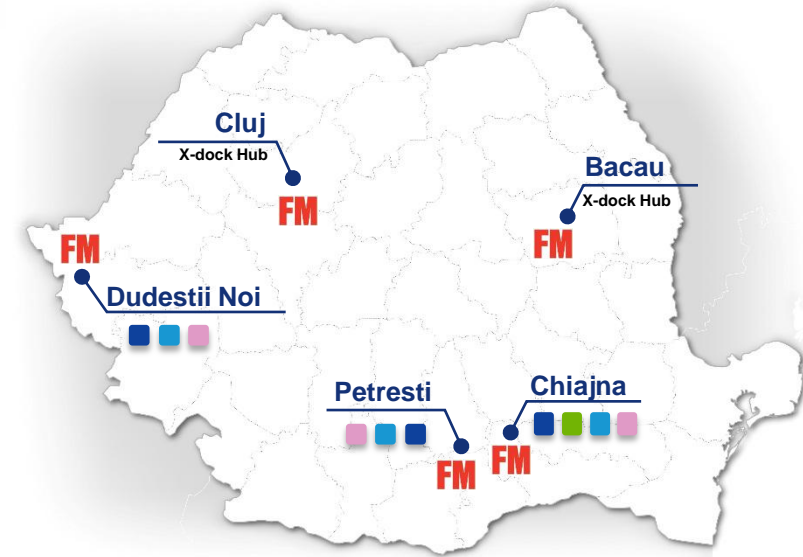 Cluj
X-dock Hub
FM
Bacau
X-dock Hub
FM
FM
Dudestii Noi
Petresti
FM
Chiajna
FM